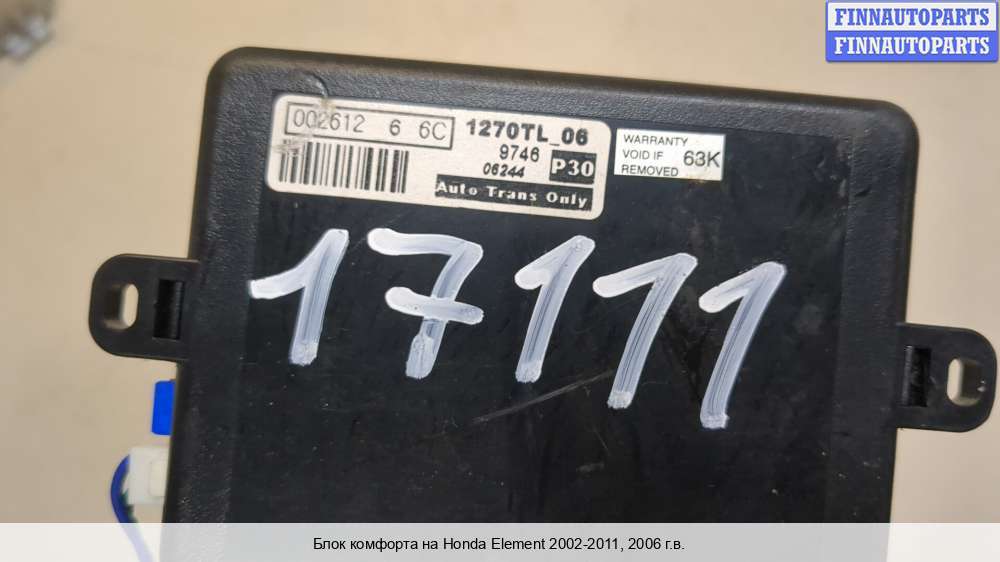 FINNAUTOPARTS
FINNAUTOPARTS
002612 6 6C
1270TL_06
9746
06244
P30
Auto Trans Only
WARRANTY
VOID IF
REMOVED
63K
17111
Блок комфорта на Honda Element 2002-2011, 2006 г.в.